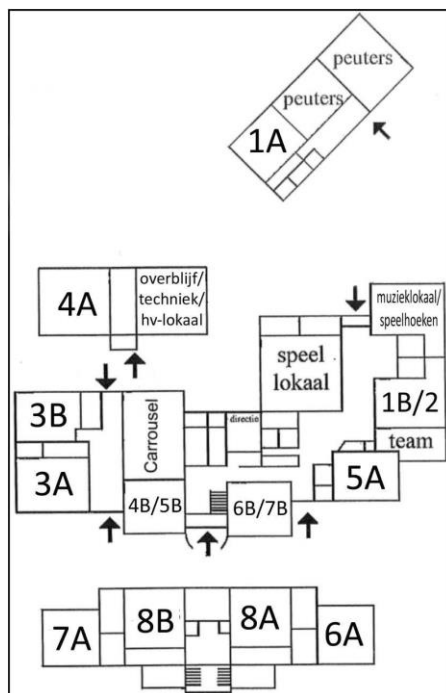 peuters
peuters
1A
4A
overblijf/
techniek/
hv-lokaal
muzieklokaal/
speelhoeken
speel
lokaal
3B
Carrousel
directie
1B/2
team
3A
4B/5B
6B/7B
5A
7A
8B
8A
6A